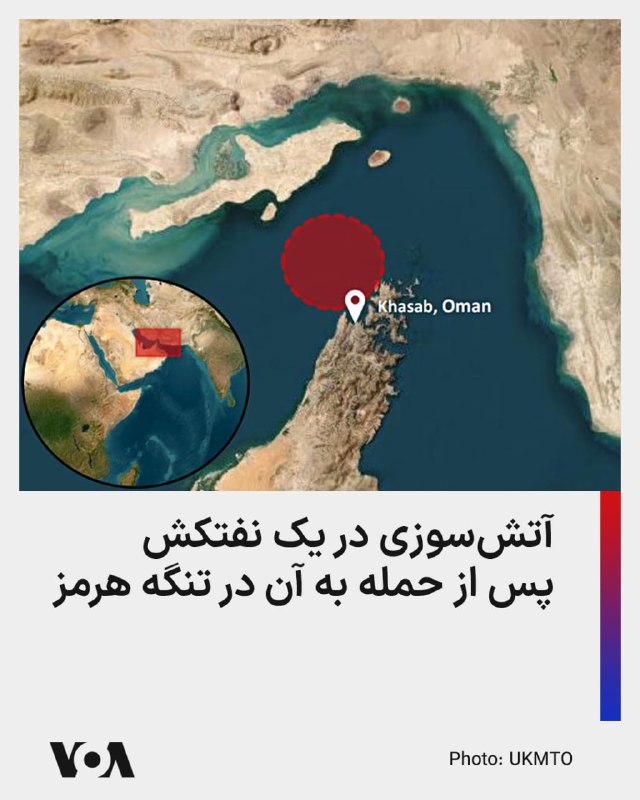 Khasab, Oman
آتش‌سوزی در یک نفتکش
پس از حمله به آن در تنگه هرمز
VOA
Photo: UKMTO